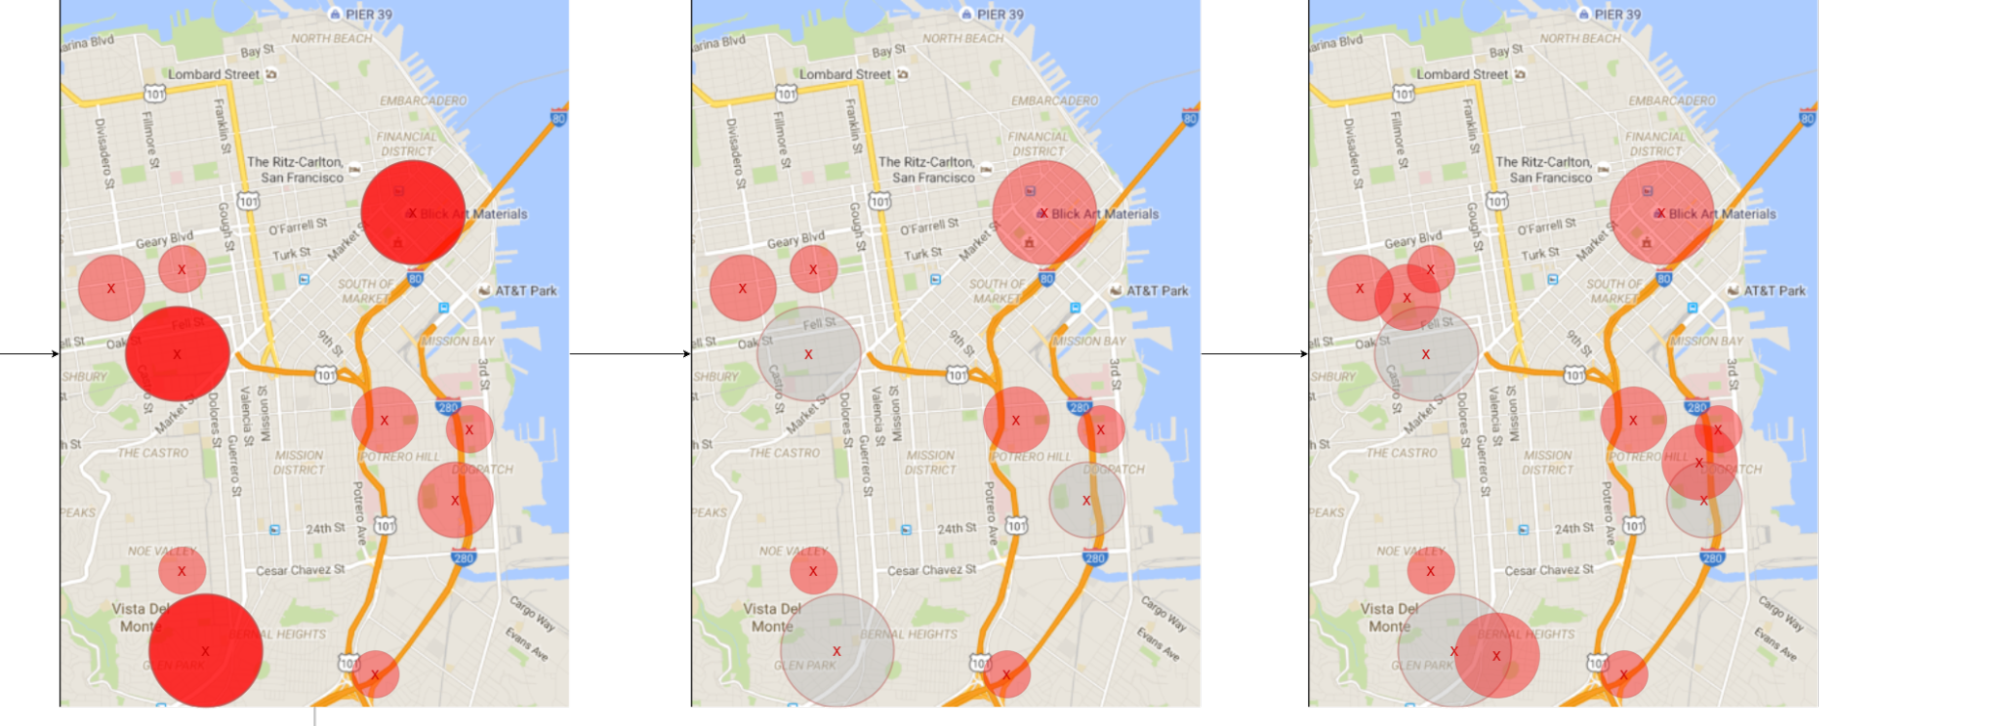 PIER 39
arina Blvd
NORTH BEACH
Bay St
Lombard Street
101
EMBARCADERO
80
Divisadero St
Fillmore St
Franklin St
FINANCIAL
DISTRICT
The Ritz-Carlton,
San Francisco
101
Gough St
X Blick Art Materials
O'Farrell St
Market S
Geary Blvd
Turk St
X
X
80
SOUTH OF
MARKET
AT&T Park
Fell St
Oak St
ell St
X
9th St
MISSION BAY
SHBURY
Castro St
101
3rd St
Market St
Dolores St
Valencia St
Mission St
280
X
X
h St
THE CASTRO
Guerrero St
MISSION
DISTRICT
POTRERO HILL
DOGPATCH
X
PEAKS
Potrero Ave
24th St
101
NOE VALLEY
X
Cesar Chavez St
280
Vista Del
Monte
BERNAL HEIGHTS
Cargo Way
Evans Ave
GLEN PARK
X
101
X
PIER 39
arina Blvd
NORTH BEACH
Bay St
Lombard Street
101
EMBARCADERO
80
Divisadero St
Fillmore St
Franklin St
FINANCIAL
DISTRICT
The Ritz-Carlton,
San Francisco
101
Gough St
X Blick Art Materials
O'Farrell St
Market St
Geary Blvd
Turk St
X
X
80
SOUTH OF
MARKET
AT&T Park
Fell St
Oak St
ell St
X
9th St
MISSION BAY
SHBURY
Castro St
101
3rd St
Market St
Dolores St
Valencia St
Mission St
280
X
X
h St
THE CASTRO
Guerrero St
MISSION
DISTRICT
POTRERO HILL
DOGPATCH
X
PEAKS
Potrero Ave
24th St
101
NOE VALLEY
X
Cesar Chavez St
280
Vista Del
Monte
BERNAL HEIGHTS
Cargo Way
Evans Ave
GLEN PARK
X
101
X
PIER 39
arina Blvd
NORTH BEACH
Bay St
Lombard Street
101
EMBARCADERO
80
Divisadero St
Fillmore St
Franklin St
FINANCIAL
DISTRICT
The Ritz-Carlton,
San Francisco
101
Gough St
X Blick Art Materials
O'Farrell St
Market St
Geary Blvd
Turk St
X
X
X
80
SOUTH OF
MARKET
AT&T Park
Fell St
Oak St
ell St
X
9th St
MISSION BAY
SHBURY
Castro St
101
3rd St
Market St
Dolores St
Valencia St
Mission St
280
X
X
h St
THE CASTRO
Guerrero St
MISSION
DISTRICT
POTRERO HILL
X
DOGPATCH
X
PEAKS
Potrero Ave
24th St
101
NOE VALLEY
X
Cesar Chavez St
280
Vista Del
Monte
BERNAL HEIGHTS
Cargo Way
Evans Ave
GLEN PARK
X
X
101
X